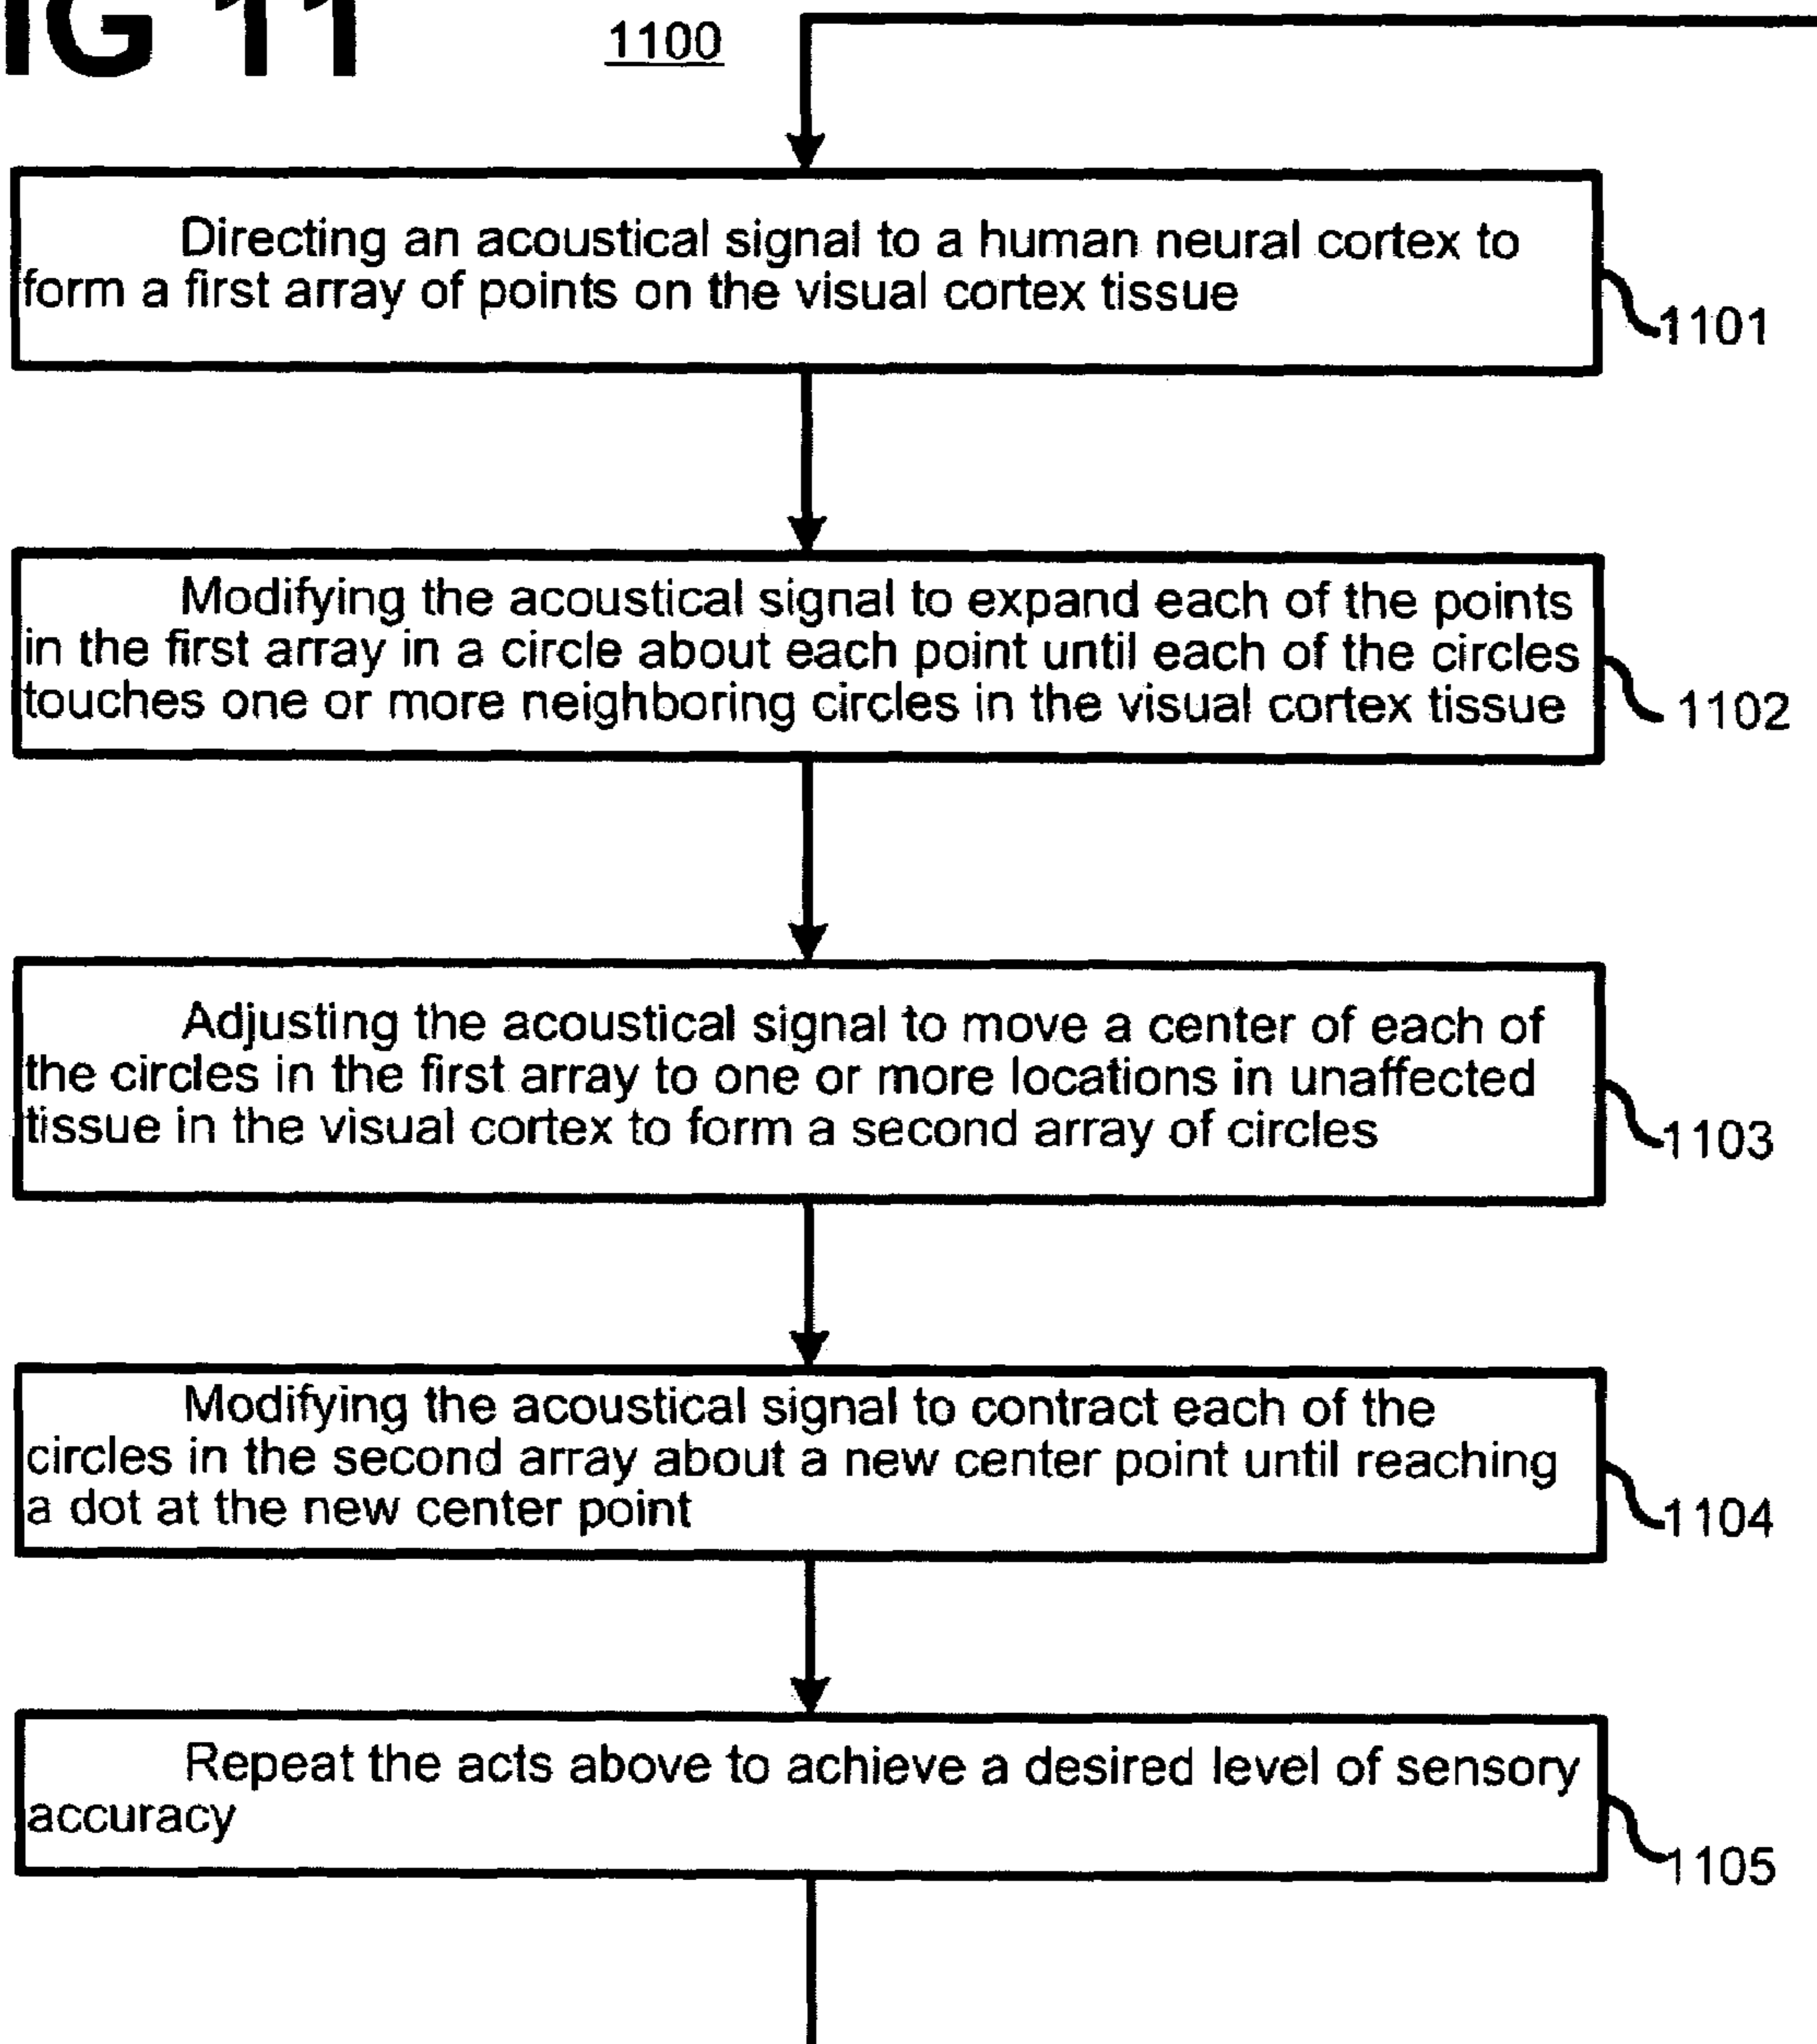 IG 11
1100
Directing an acoustical signal to a human neural cortex to
form a first array of points on the visual cortex tissue
1101
Modifying the acoustical signal to expand each of the points
in the first array in a circle about each point until each of the circles
touches one or more neighboring circles in the visual cortex tissue
1102
Adjusting the acoustical signal to move a center of each of
the circles in the first array to one or more locations in unaffected
tissue in the visual cortex to form a second array of circles
1103
Modifying the acoustical signal to contract each of the
circles in the second array about a new center point until reaching
a dot at the new center point
1104
Repeat the acts above to achieve a desired level of sensory
accuracy
1105